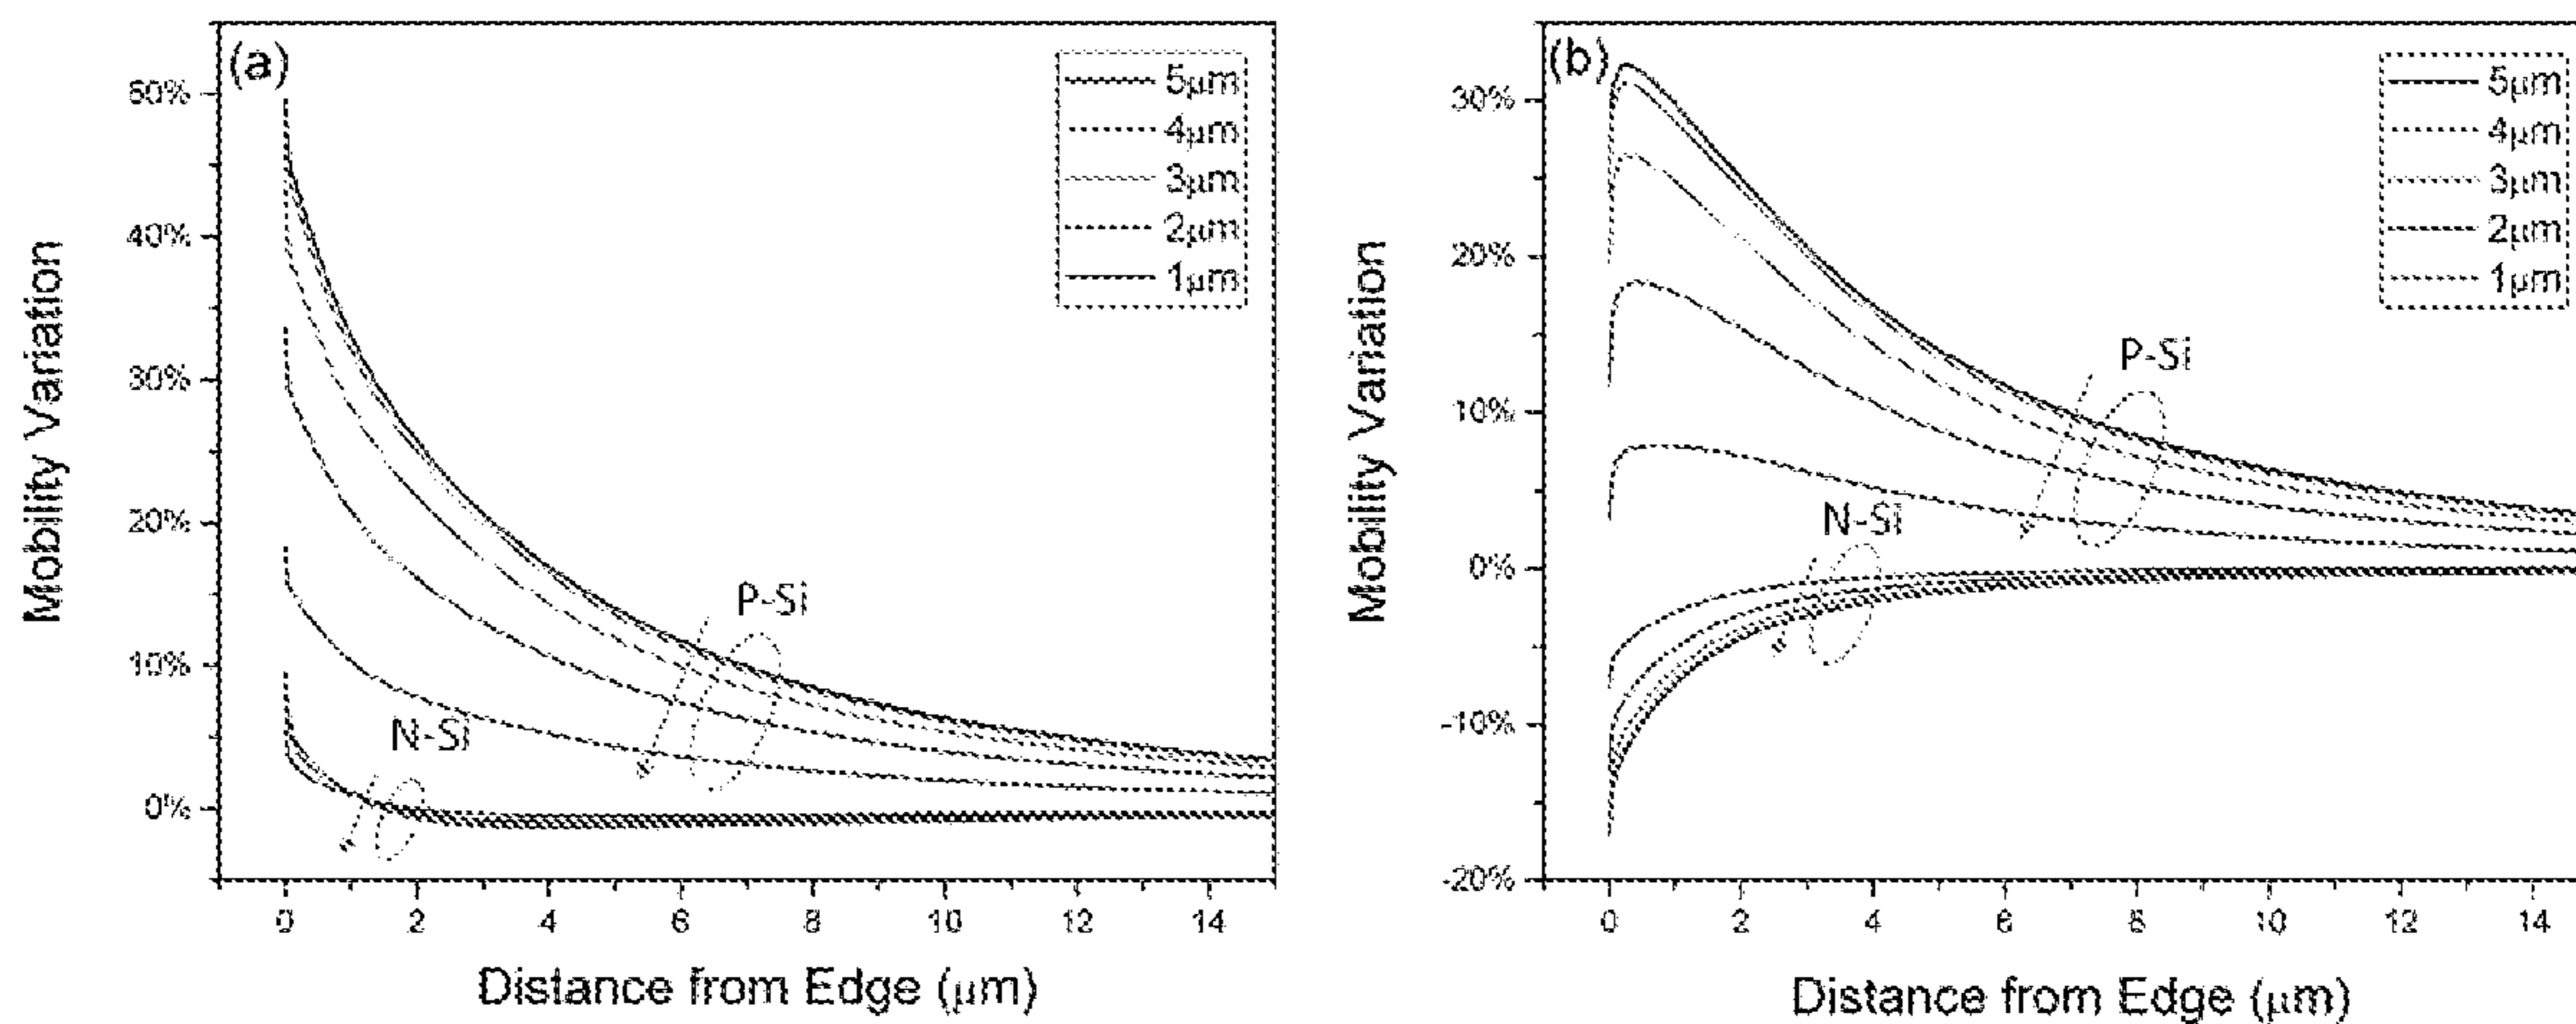 (a)
5μm
4μm
3μm
2μm
1μm
50%
40%
30%
20%
10%
0%
Mobility Variation
P-Si
N-Si
0 2 4 6 8 10 12 14
Distance from Edge (μm)
(b)
5μm
4μm
3μm
2μm
1μm
30%
20%
10%
0%
-10%
-20%
Mobility Variation
P-Si
N-Si
0 2 4 6 8 10 12 14
Distance from Edge (μm)